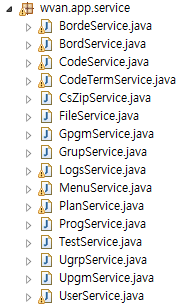 wvan.app.service
BordeService.java
BordService.java
CodeService.java
CodeTermService.java
CsZipService.java
FileService.java
GpgmService.java
GrupService.java
LogsService.java
MenuService.java
PlanService.java
ProgService.java
TestService.java
UgrpService.java
UpgmService.java
UserService.java